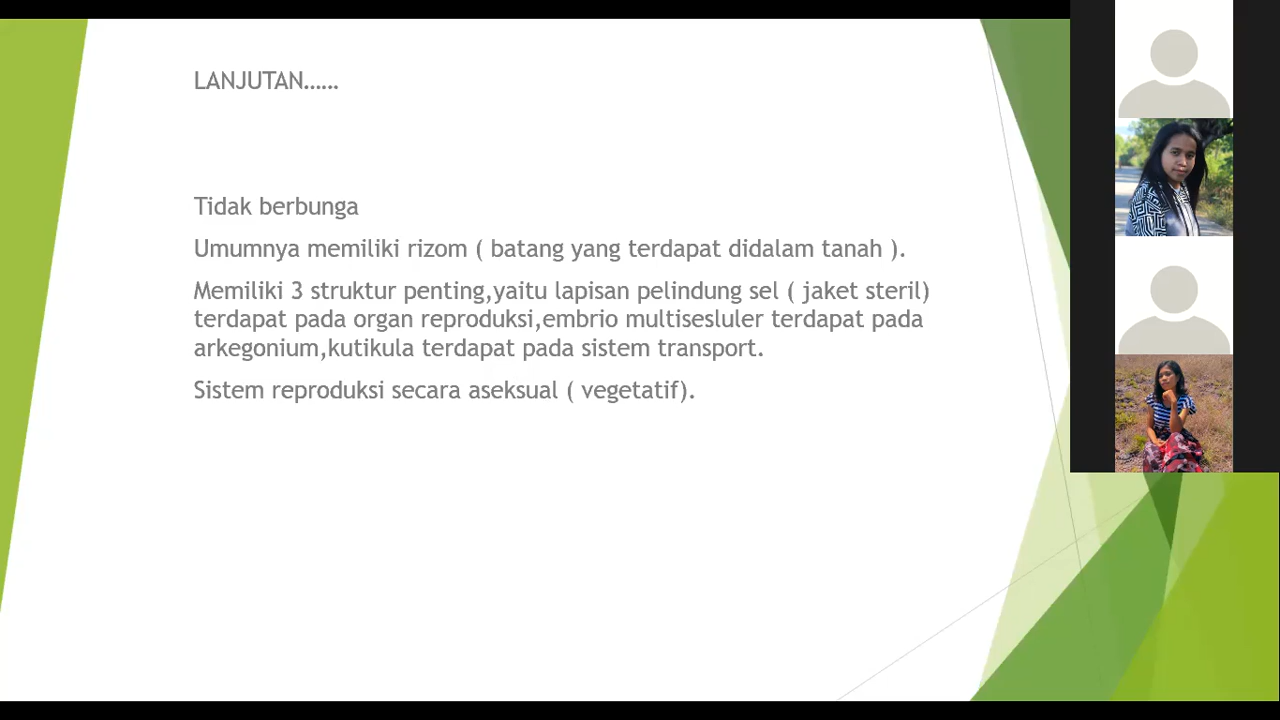 LANJUTAN......
Tidak berbunga
Umumnya memiliki rizom ( batang yang terdapat didalam tanah ).
Memiliki 3 struktur penting,yaitu lapisan pelindung sel ( jaket steril)
terdapat pada organ reproduksi,embrio multisesluler terdapat pada
arkegonium,kutikula terdapat pada sistem transport.
Sistem reproduksi secara aseksual ( vegetatif).